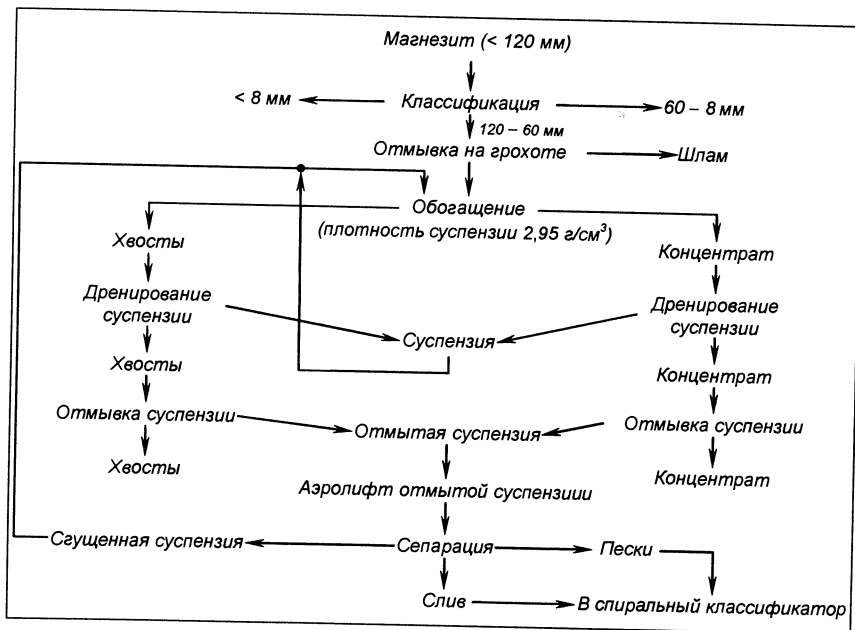 Магнезит (< 120 мм)
< 8 мм
Классификация
60 – 8 мм
120 – 60 мм
Отмывка на грохоте
Шлам
Обогащение
(плотность суспензии 2,95 г/см³)
Хвосты
Концентрат
Дренирование
суспензии
Дренирование
суспензии
Суспензия
Хвосты
Концентрат
Отмывка суспензии
Отмытая суспензия
Отмывка суспензии
Хвосты
Концентрат
Аэролифт отмытой суспензиии
Сгущенная суспензия
Сепарация
Пески
Слив
В спиральный классификатор